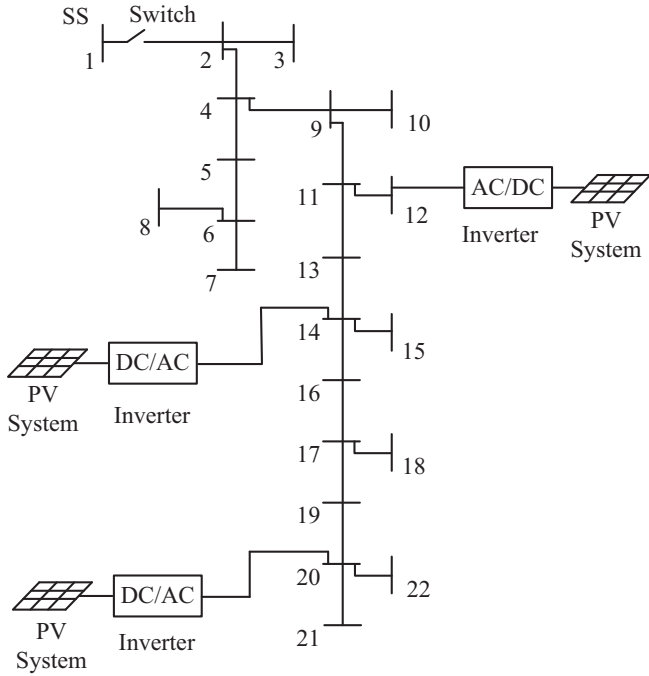 SS
Switch
1
2
3
4
9
10
5
11
12
AC/DC
Inverter
PV
System
8
6
7
13
14
15
DC/AC
PV
System
Inverter
16
17
18
19
20
22
DC/AC
PV
System
Inverter
21